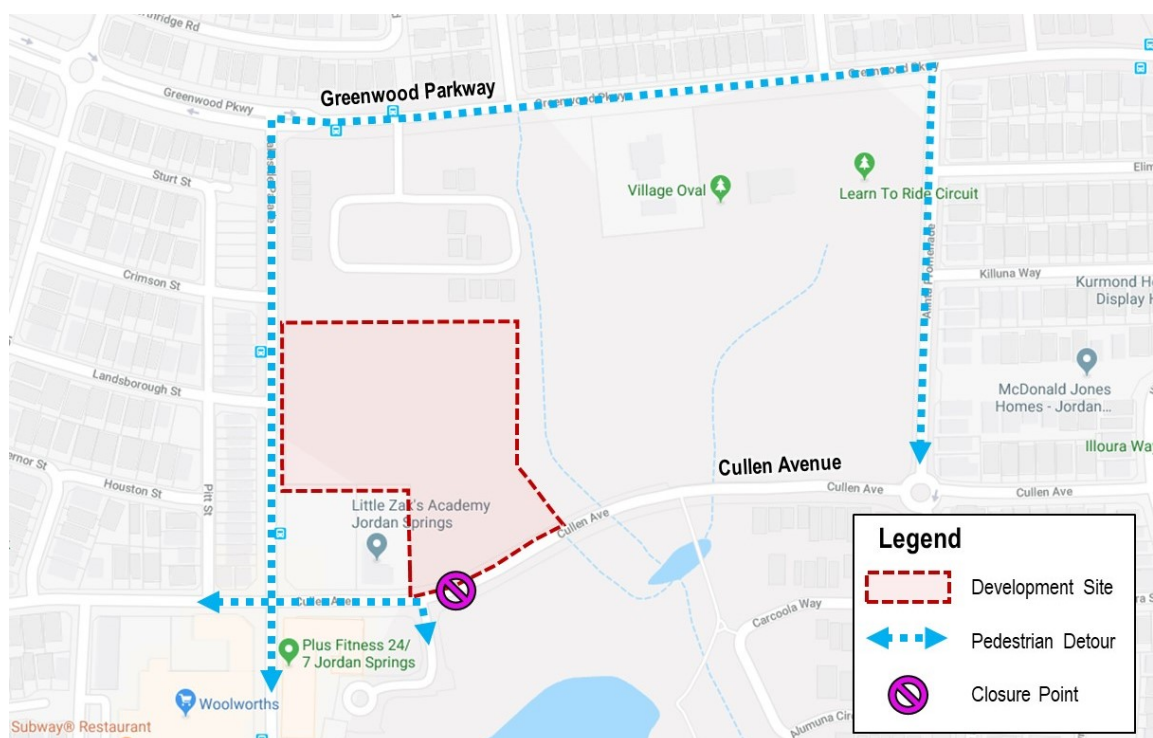 Greenwood Pkwy
Greenwood Parkway
Greenwood Pkwy
Greenwood Pkwy
Sturt St
Village Oval
Learn To Ride Circuit
Crimson St
Killuna Way
Kurmond
Display
Landsborough St
McDonald Jones
Homes - Jordan...
Illoura Way
Cullen Avenue
Cullen Ave
Cullen Ave
Houston St
Pitt St
Little Zak's Academy
Jordan Springs
Cullen Ave
Cullen Ave
Carcoola Way
Plus Fitness 24/
7 Jordan Springs
Woolworths
Subway® Restaurant
Legend
Development Site
Pedestrian Detour
Closure Point